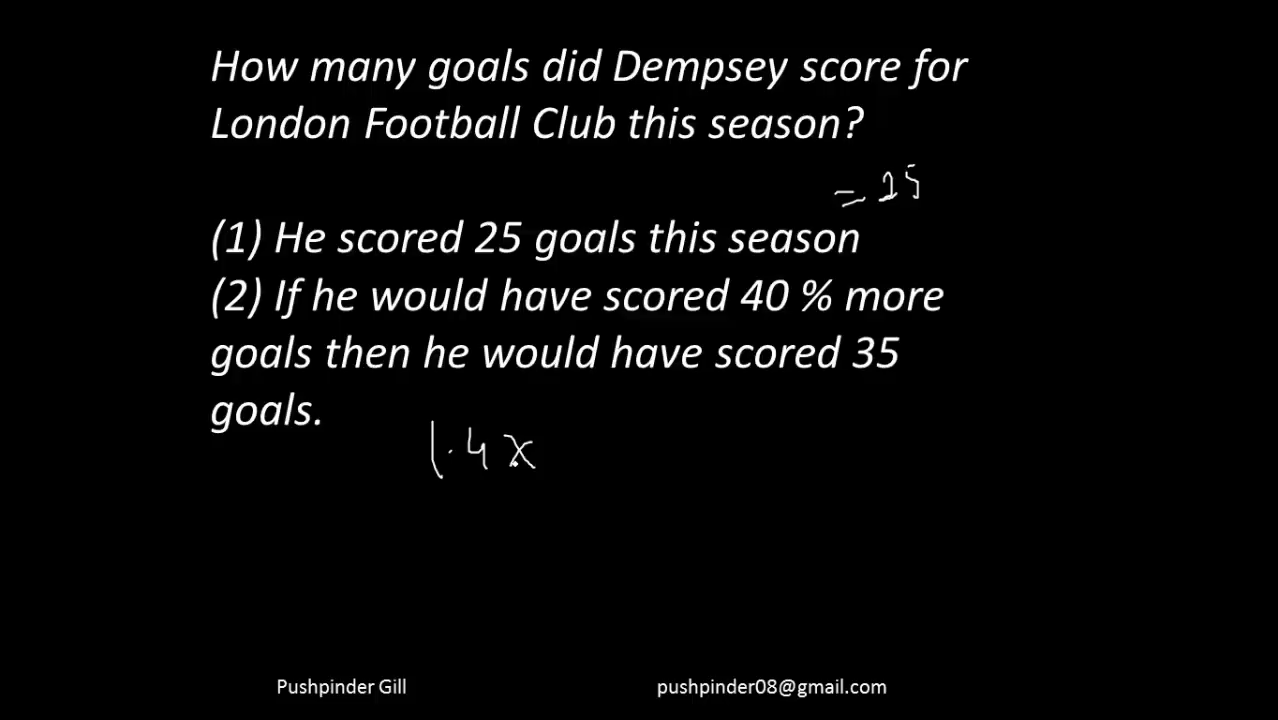 How many goals did Dempsey score for
London Football Club this season?
= 25
(1) He scored 25 goals this season
(2) If he would have scored 40 % more
goals then he would have scored 35
goals.
1.4 x
Pushpinder Gill
pushpinder08@gmail.com